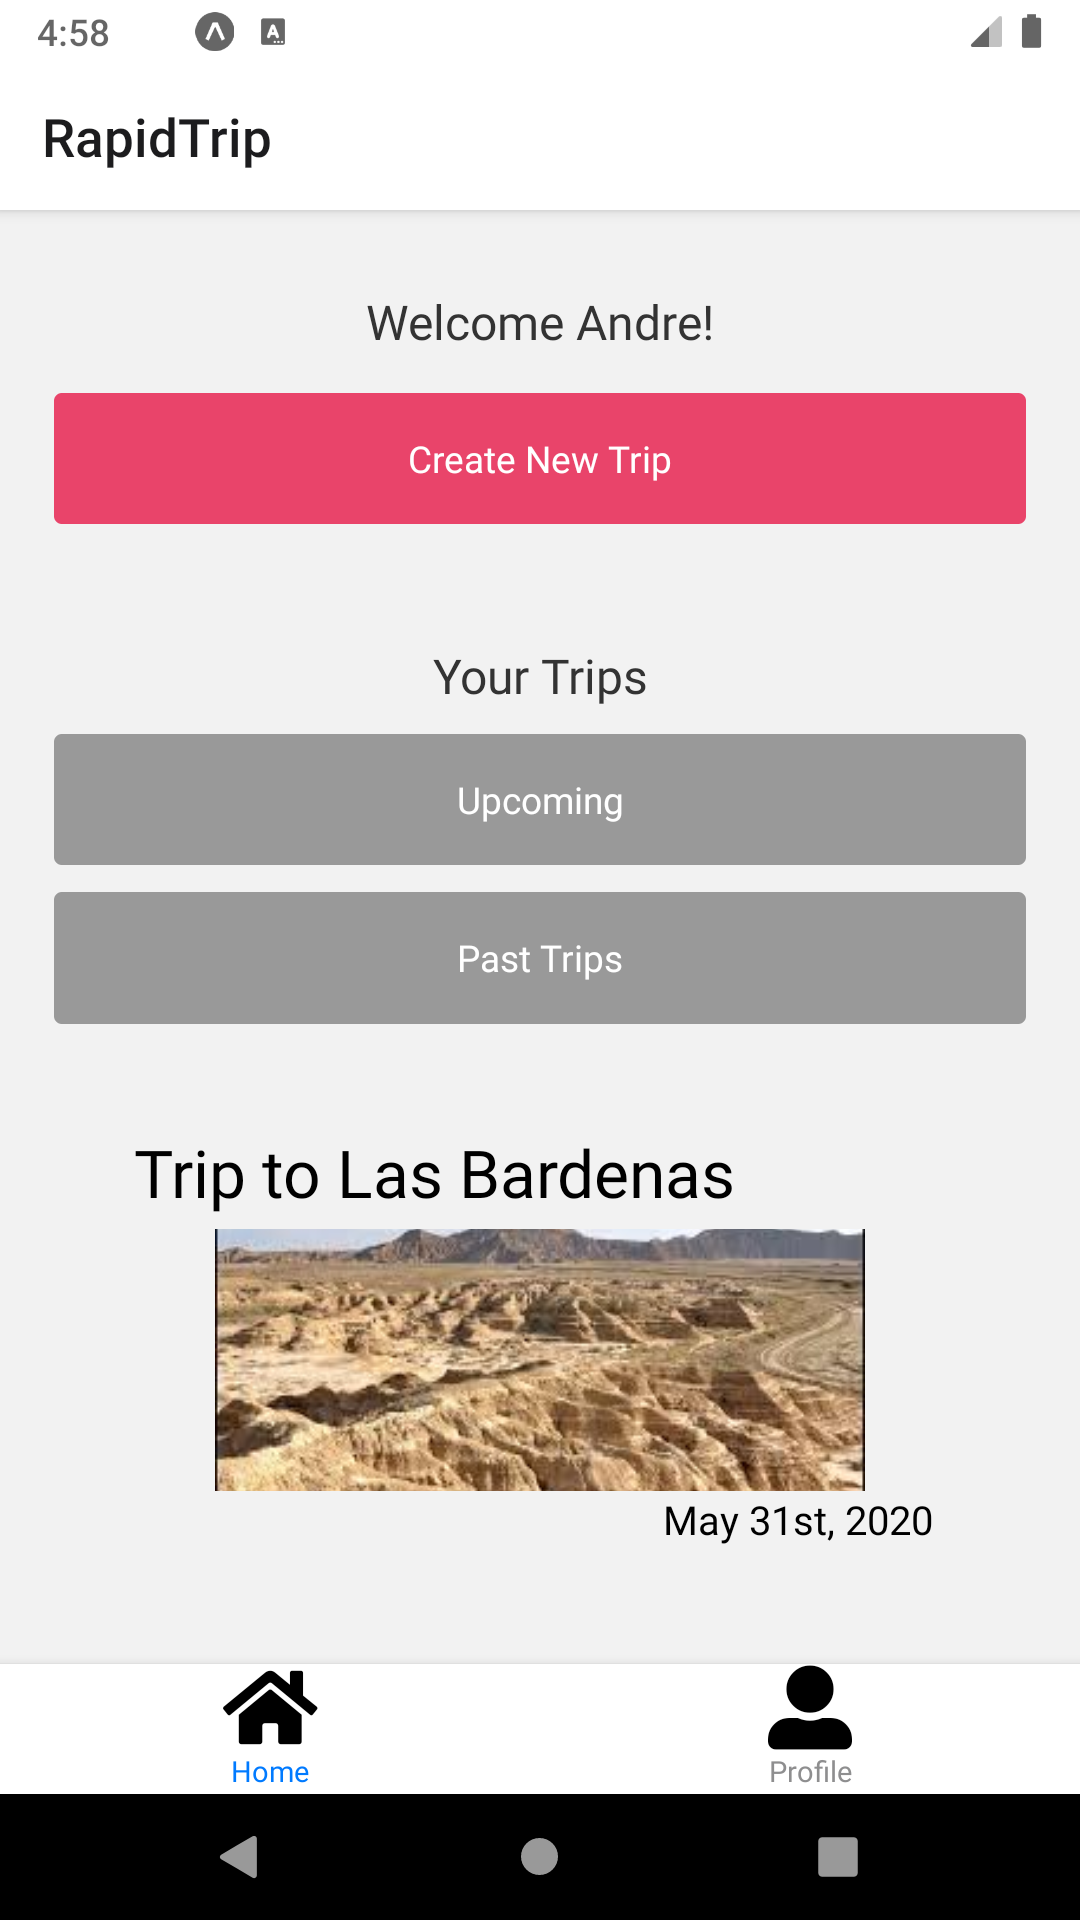 4:58
RapidTrip
Welcome Andre!
Create New Trip
Your Trips
Upcoming
Past Trips
Trip to Las Bardenas
May 31st, 2020
Home
Profile